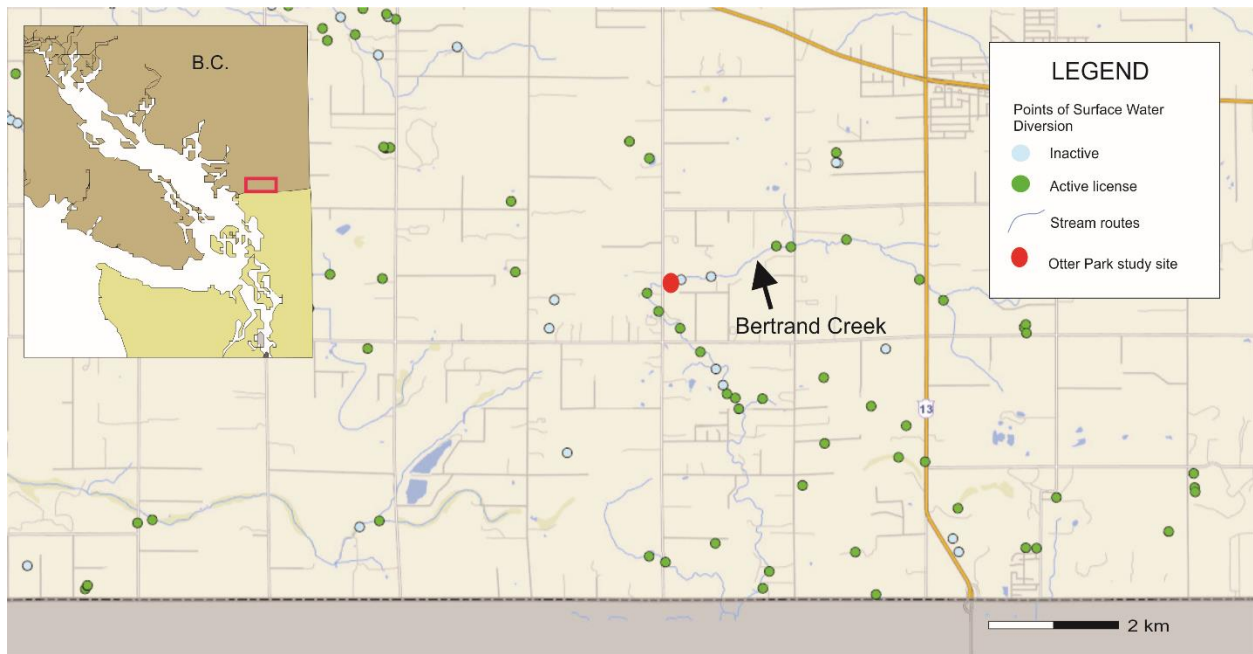 B.C.
LEGEND
Points of Surface Water
Diversion
Inactive
Active license
Stream routes
Otter Park study site
Bertrand Creek
13
2 km